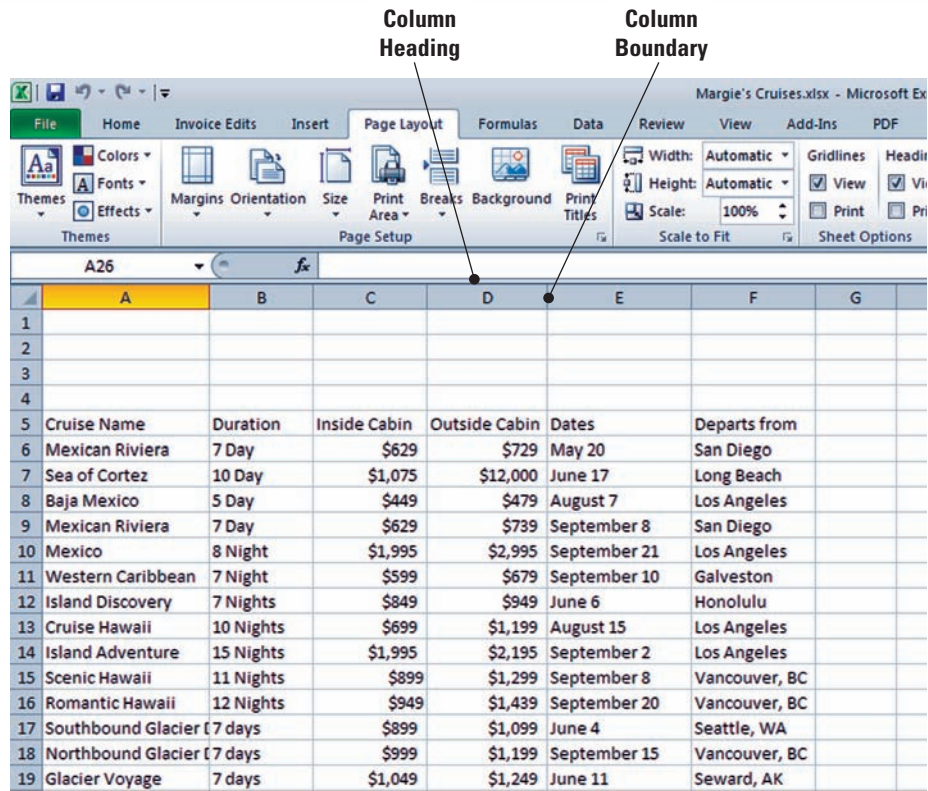 Column Heading
Column Boundary
Margie's Cruises.xlsx - Microsoft Ex
File Home Invoice Edits Insert Page Layout Formulas Data Review View Add-Ins PDF
Aa Themes
Colors
A Fonts
Effects
Margins Orientation Size Print Area Breaks Background Print Titles
Width: Automatic
Height: Automatic
Scale: 100%
Gridlines
View
Print
Headin
Vi
Pri
Themes Page Setup Scale to Fit Sheet Options
A26 fx
A B C D E F G
1
2
3
4
5 Cruise Name Duration Inside Cabin Outside Cabin Dates Departs from
6 Mexican Riviera 7 Day $629 $729 May 20 San Diego
7 Sea of Cortez 10 Day $1,075 $12,000 June 17 Long Beach
8 Baja Mexico 5 Day $449 $479 August 7 Los Angeles
9 Mexican Riviera 7 Day $629 $739 September 8 San Diego
10 Mexico 8 Night $1,995 $2,995 September 21 Los Angeles
11 Western Caribbean 7 Night $599 $679 September 10 Galveston
12 Island Discovery 7 Nights $849 $949 June 6 Honolulu
13 Cruise Hawaii 10 Nights $699 $1,199 August 15 Los Angeles
14 Island Adventure 15 Nights $1,995 $2,195 September 2 Los Angeles
15 Scenic Hawaii 11 Nights $899 $1,299 September 8 Vancouver, BC
16 Romantic Hawaii 12 Nights $949 $1,439 September 20 Vancouver, BC
17 Southbound Glacier 7 days $899 $1,099 June 4 Seattle, WA
18 Northbound Glacier 7 days $999 $1,199 September 15 Vancouver, BC
19 Glacier Voyage 7 days $1,049 $1,249 June 11 Seward, AK